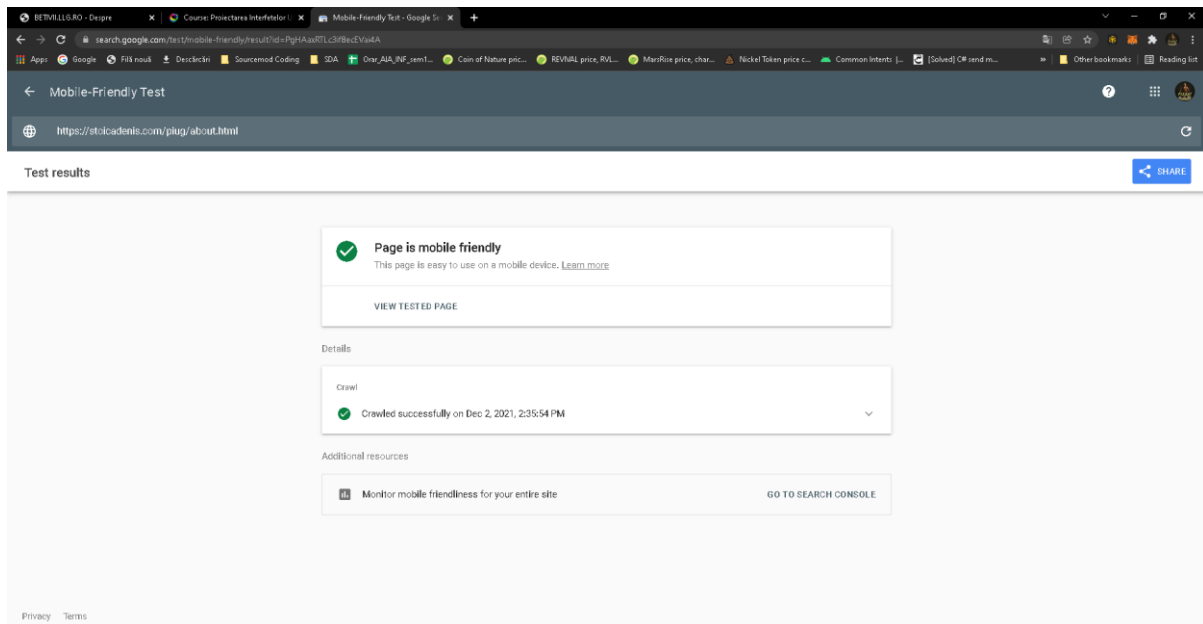 BETIVII.LLG.RO - Despre
Course: Proiectarea Interfetelor U
Mobile-Friendly Test - Google Se
search.google.com/test/mobile-friendly/result?id=PgHAaxRTLc3if8ecEVai4A
Apps Google Filă nouă Descărcări Sourcemod Coding SDA Orar_AIA_INF_sem1... Coin of Nature pric... REVIVAL price, RVL... MarsRise price, char... Nickel Token price c... Common Intents |... [Solved] C# send m... » Other bookmarks Reading list
Mobile-Friendly Test
https://stoicadenis.com/piug/about.html
Test results
SHARE
Page is mobile friendly
This page is easy to use on a mobile device. Learn more
VIEW TESTED PAGE
Details
Crawl
Crawled successfully on Dec 2, 2021, 2:35:54 PM
Additional resources
Monitor mobile friendliness for your entire site GO TO SEARCH CONSOLE
Privacy Terms